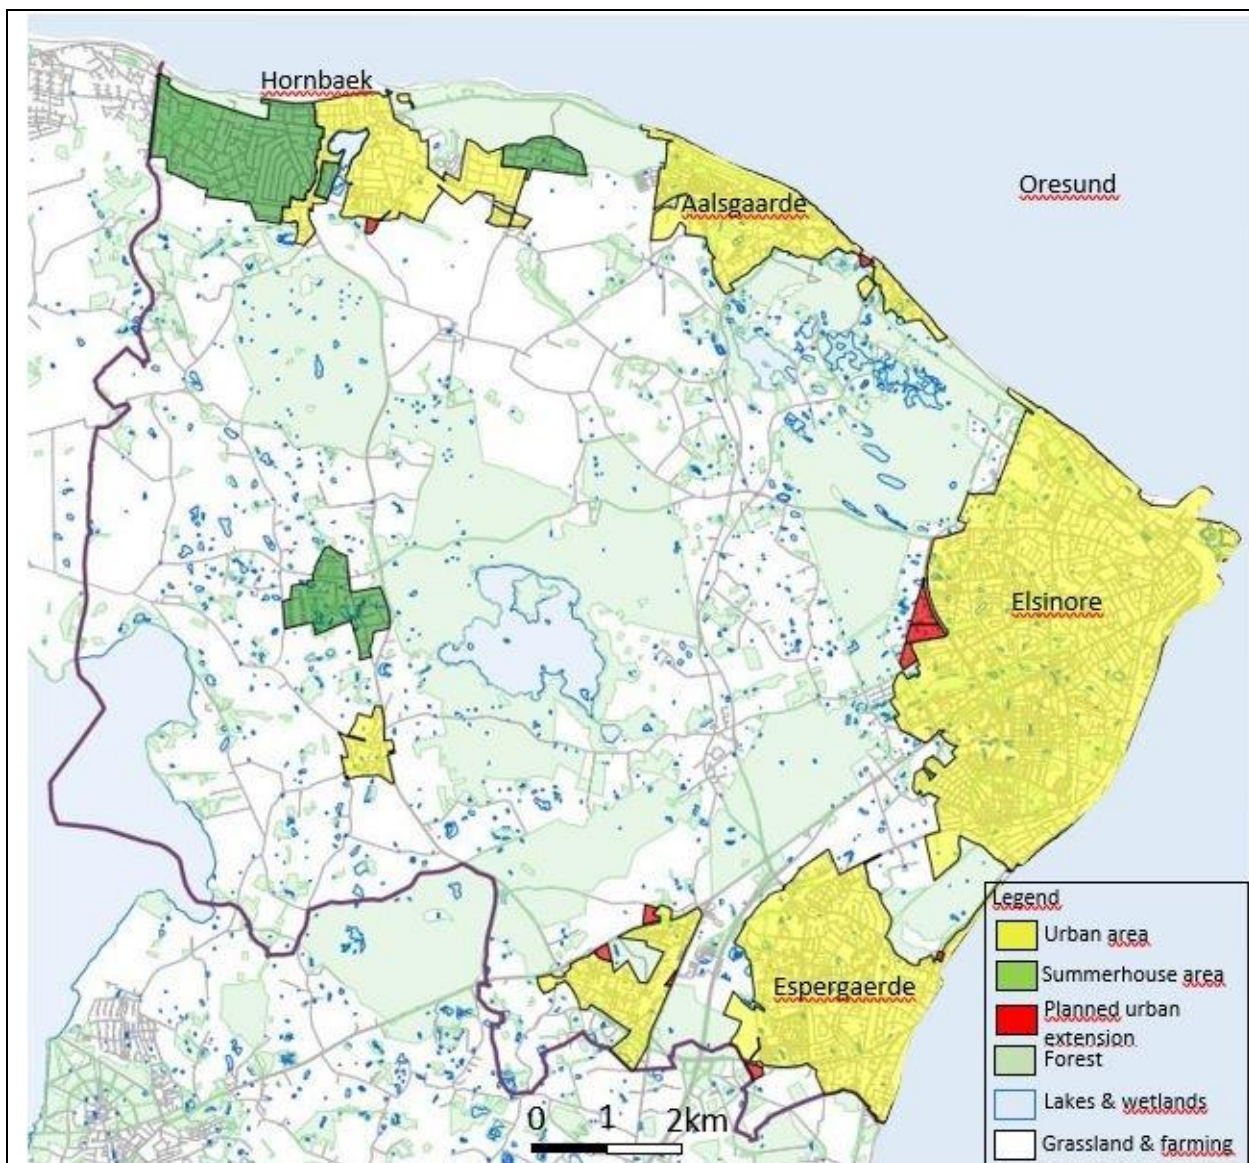 Hornbaek
Oresund
Aalsgaarde
Elsinore
Espergaerde
Legend
Urban area
Summerhouse area
Planned urban
extension
Forest
Lakes & wetlands
Grassland & farming
0 1 2km